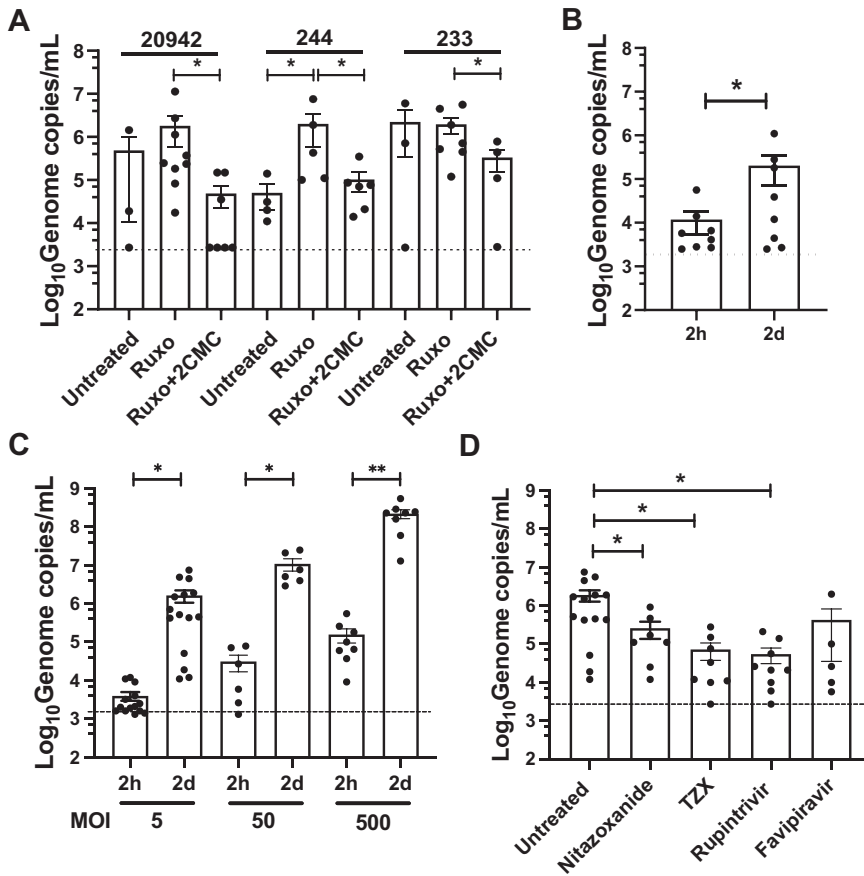 A
20942 244 233
* * * *
Log10Genome copies/mL
8
7
6
5
4
3
2
Untreated
Ruxo
Ruxo+2CMC
Untreated
Ruxo
Ruxo+2CMC
Untreated
Ruxo
Ruxo+2CMC
B
*
Log10Genome copies/mL
8
7
6
5
4
3
2
2h 2d
C
* * **
Log10Genome copies/mL
9
8
7
6
5
4
3
2
2h 2d 2h 2d 2h 2d
MOI 5 50 500
D
*
*
*
Log10Genome copies/mL
9
8
7
6
5
4
3
2
Untreated
Nitazoxanide
TZX
Rupintrivir
Favipiravir